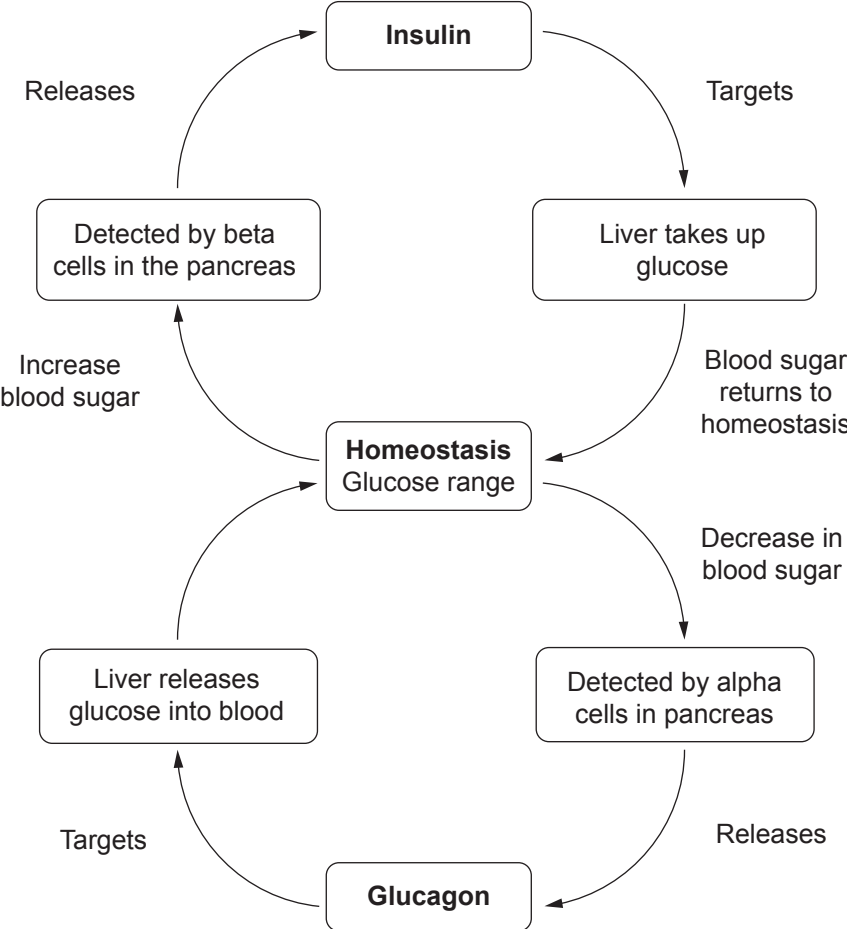 Insulin
Releases
Targets
Detected by beta
cells in the pancreas
Liver takes up
glucose
Increase
blood sugar
Blood sugar
returns to
homeostasis
Homeostasis
Glucose range
Decrease in
blood sugar
Liver releases
glucose into blood
Detected by alpha
cells in pancreas
Targets
Releases
Glucagon